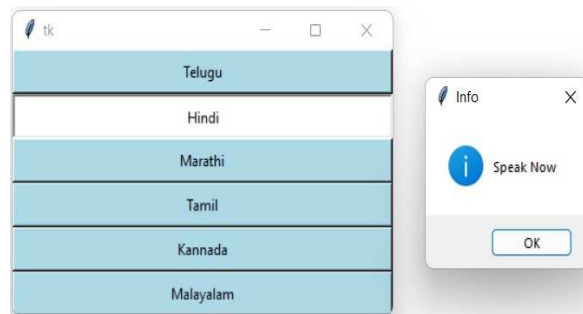 tk
Telugu
Hindi
Marathi
Tamil
Kannada
Malayalam
Info
Speak Now
OK